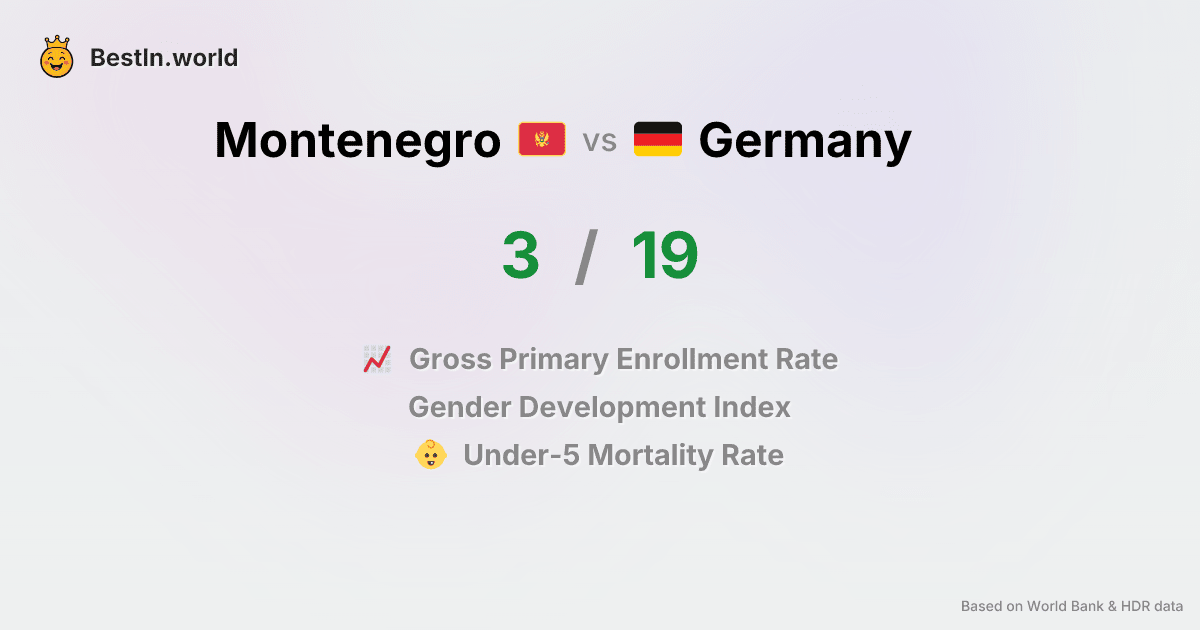 BestIn.world
Montenegro vs Germany
3 / 19
Gross Primary Enrollment Rate
Gender Development Index
Under-5 Mortality Rate
Based on World Bank & HDR data